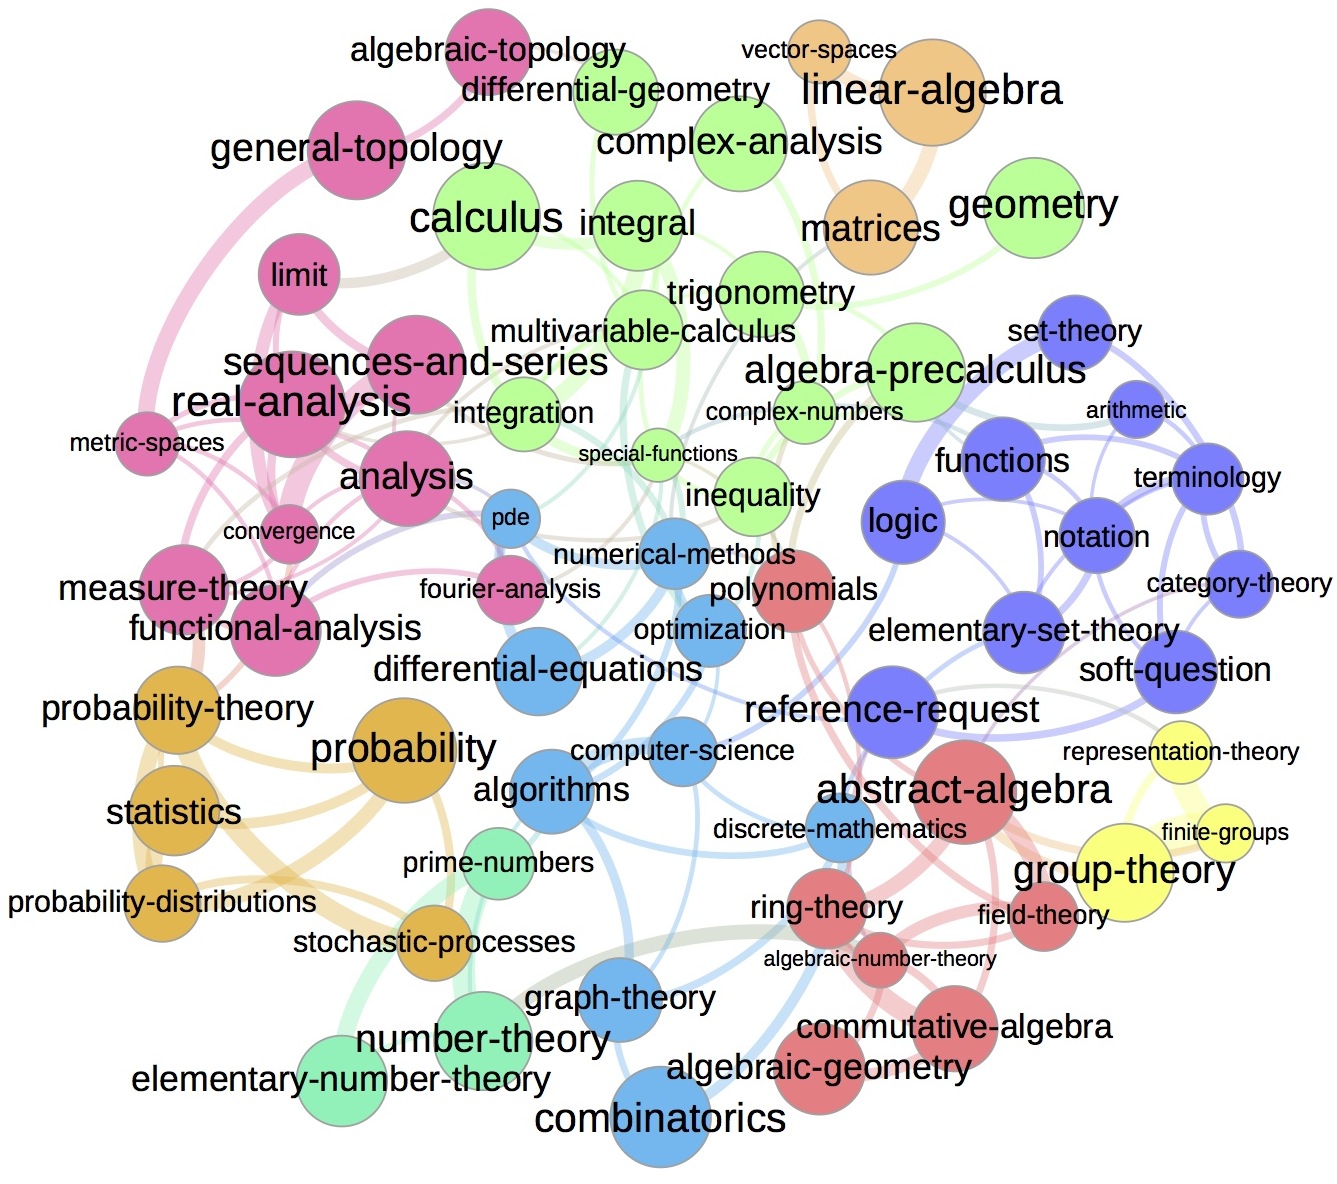 algebraic-topology
vector-spaces
differential-geometry
linear-algebra
complex-analysis
general-topology
geometry
calculus
integral
matrices
limit
trigonometry
multivariable-calculus
set-theory
sequences-and-series
algebra-precalculus
real-analysis
integration
complex-numbers
arithmetic
metric-spaces
special-functions
functions
analysis
terminology
inequality
pde
logic
convergence
notation
numerical-methods
category-theory
measure-theory
fourier-analysis
polynomials
functional-analysis
optimization
elementary-set-theory
differential-equations
soft-question
probability-theory
reference-request
probability
computer-science
representation-theory
algorithms
abstract-algebra
statistics
discrete-mathematics
finite-groups
prime-numbers
group-theory
probability-distributions
ring-theory
field-theory
stochastic-processes
algebraic-number-theory
graph-theory
commutative-algebra
number-theory
algebraic-geometry
elementary-number-theory
combinatorics